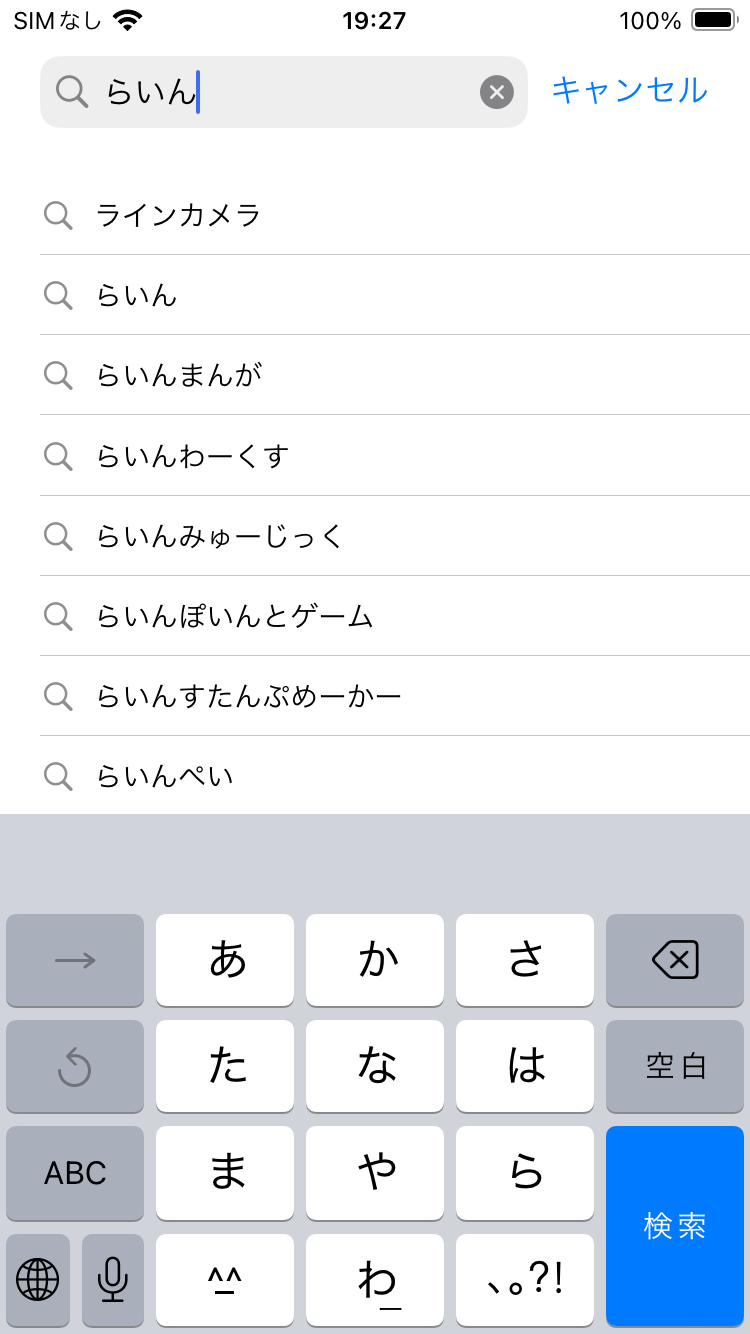 SIMなし 19:27 100%
らいん キャンセル
ラインカメラ
らいん
らいんまんが
らいんわーくす
らいんみゅーじっく
らいんぽいんとゲーム
らいんすたんぷめーかー
らいんぺい
→ あ か さ
た な は 空白
ABC ま や ら 検索
^_^ わ_ 、。?!